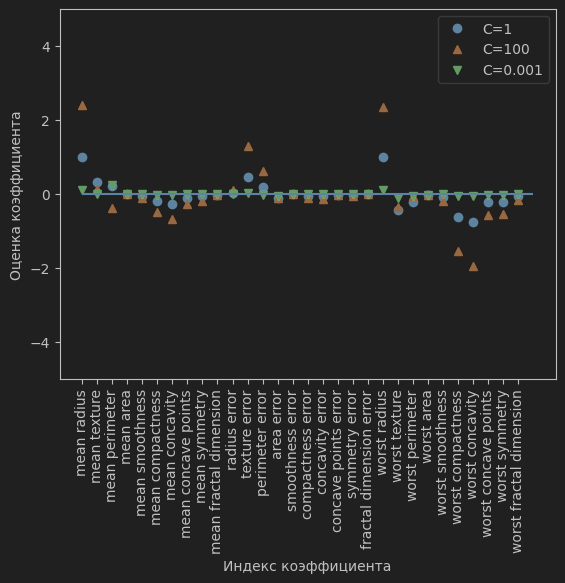 C=1
C=100
C=0.001
Оценка коэффициента
4
2
0
−2
−4
mean radius
mean texture
mean perimeter
mean area
mean smoothness
mean compactness
mean concavity
mean concave points
mean symmetry
mean fractal dimension
radius error
texture error
perimeter error
area error
smoothness error
compactness error
concavity error
concave points error
symmetry error
fractal dimension error
worst radius
worst texture
worst perimeter
worst area
worst smoothness
worst compactness
worst concavity
worst concave points
worst symmetry
worst fractal dimension
Индекс коэффициента